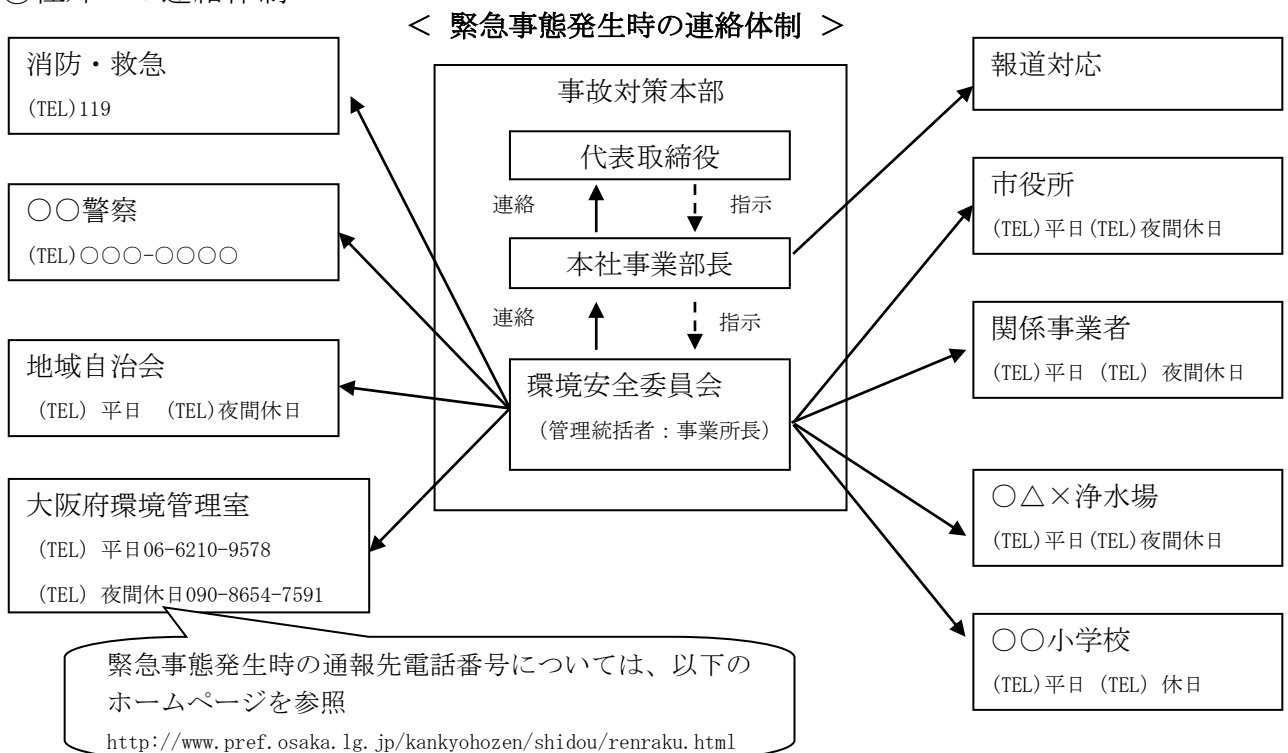 ＜ 緊急事態発生時の連絡体制 ＞
消防・救急
(TEL)119
○○警察
(TEL)○○○-○○○○
地域自治会
(TEL) 平日 (TEL)夜間休日
大阪府環境管理室
(TEL) 平日06-6210-9578
(TEL) 夜間休日090-8654-7591
緊急事態発生時の通報先電話番号については、以下の
ホームページを参照
http://www.pref.osaka.lg.jp/kankyohozen/shidou/renraku.html
事故対策本部
代表取締役
連絡
指示
本社事業部長
連絡
指示
環境安全委員会
(管理統括者：事業所長)
報道対応
市役所
(TEL)平日(TEL)夜間休日
関係事業者
(TEL)平日 (TEL) 夜間休日
○△×浄水場
(TEL)平日(TEL)夜間休日
○○小学校
(TEL)平日 (TEL) 休日